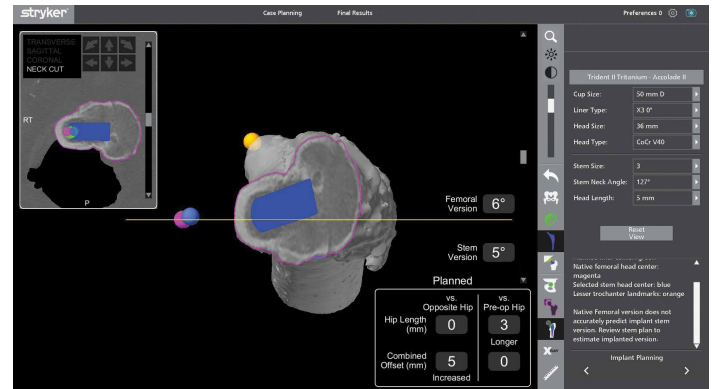 stryker
Case Planning
Final Results
Preferences 0
TRANSVERSE
SAGITTAL
CORONAL
NECK CUT
RT
P
Femoral
Version
6°
Stem
Version
5°
Planned
vs.
Opposite Hip
vs.
Pre-op Hip
Hip Length
(mm)
0
3
Longer
Combined
Offset (mm)
5
0
Increased
Trident II Tritanium - Accolade II
Cup Size: 50 mm D
Liner Type: X3 0°
Head Size: 36 mm
Head Type: CoCr V40
Stem Size: 3
Stem Neck Angle: 127°
Head Length: 5 mm
Reset
View
Native femoral head center:
magenta
Selected stem head center: blue
Lesser trochanter landmarks: orange
Native Femoral version does not
accurately predict implant stem
version. Review stem plan to
estimate implanted version.
Implant Planning